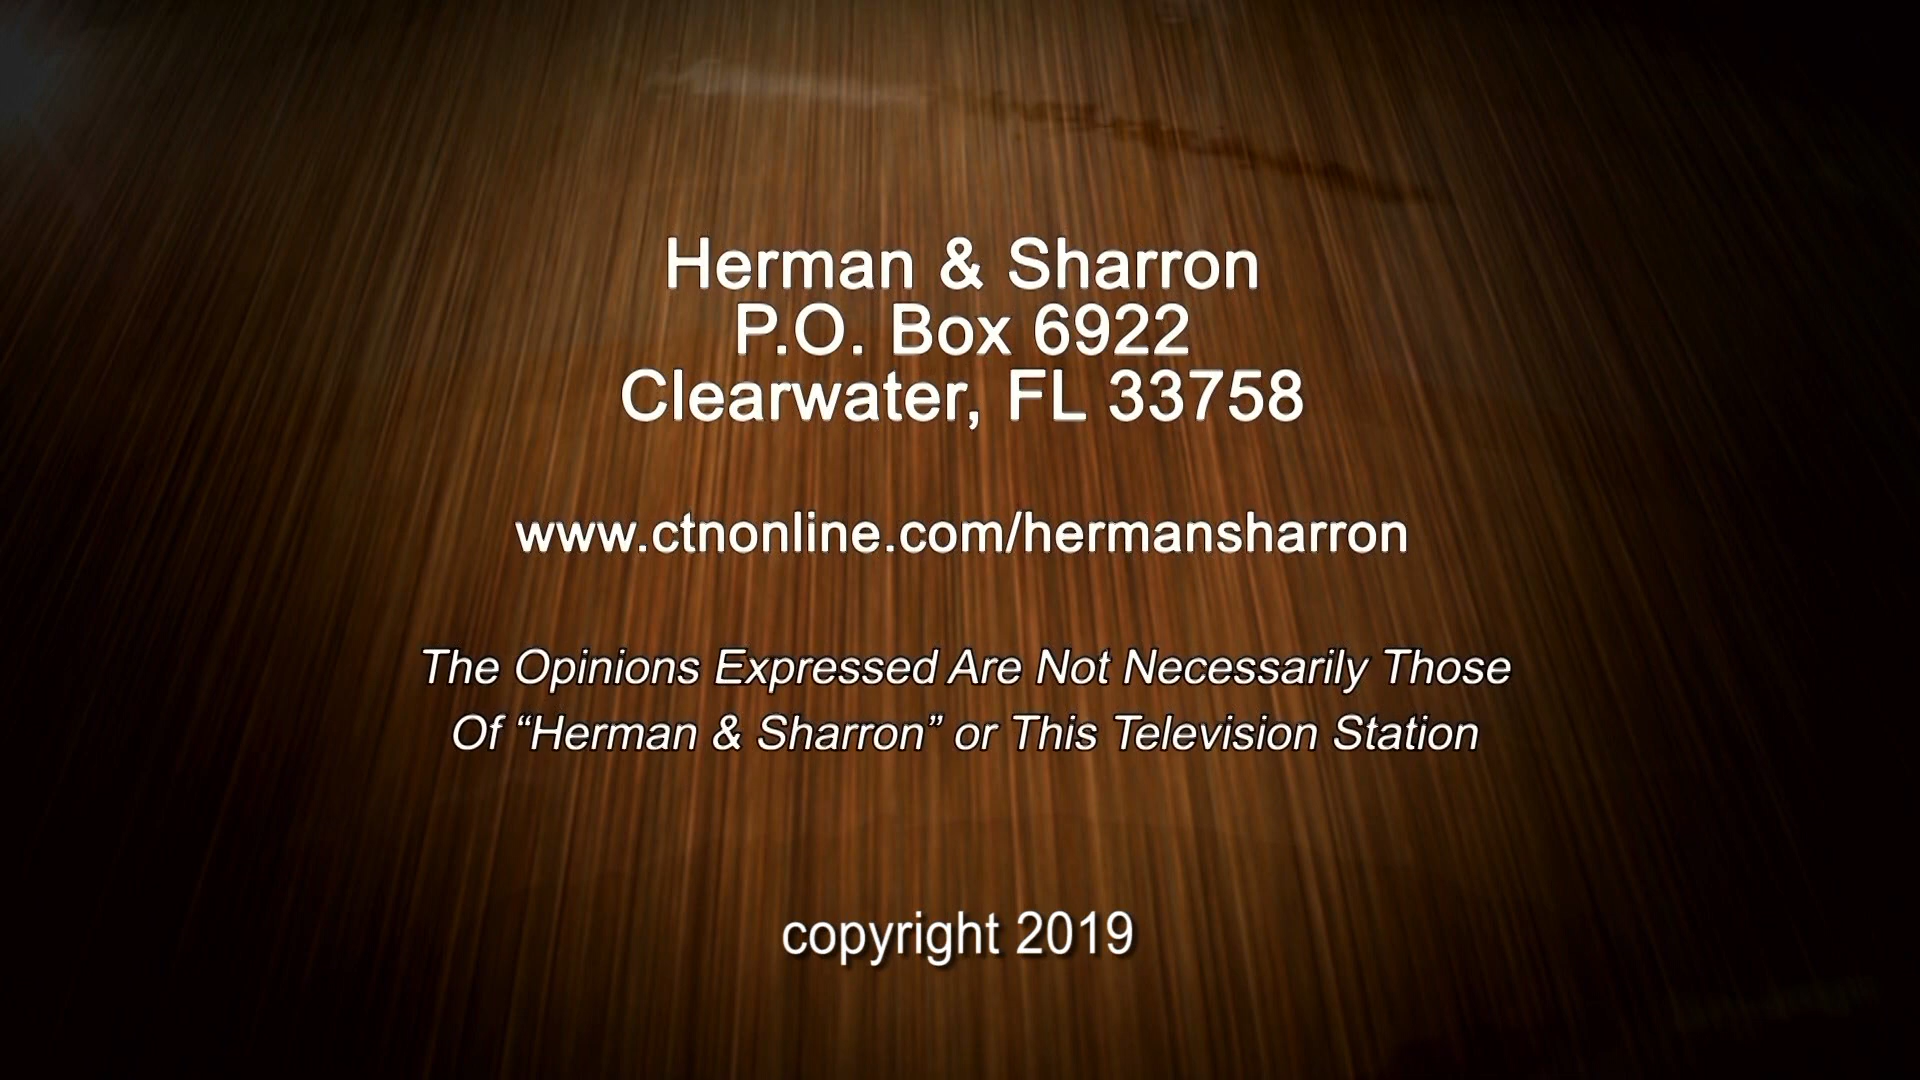 Herman & Sharron
P.O. Box 6922
Clearwater, FL 33758
www.ctnonline.com/hermansharron
The Opinions Expressed Are Not Necessarily Those
Of “Herman & Sharron” or This Television Station
copyright 2019